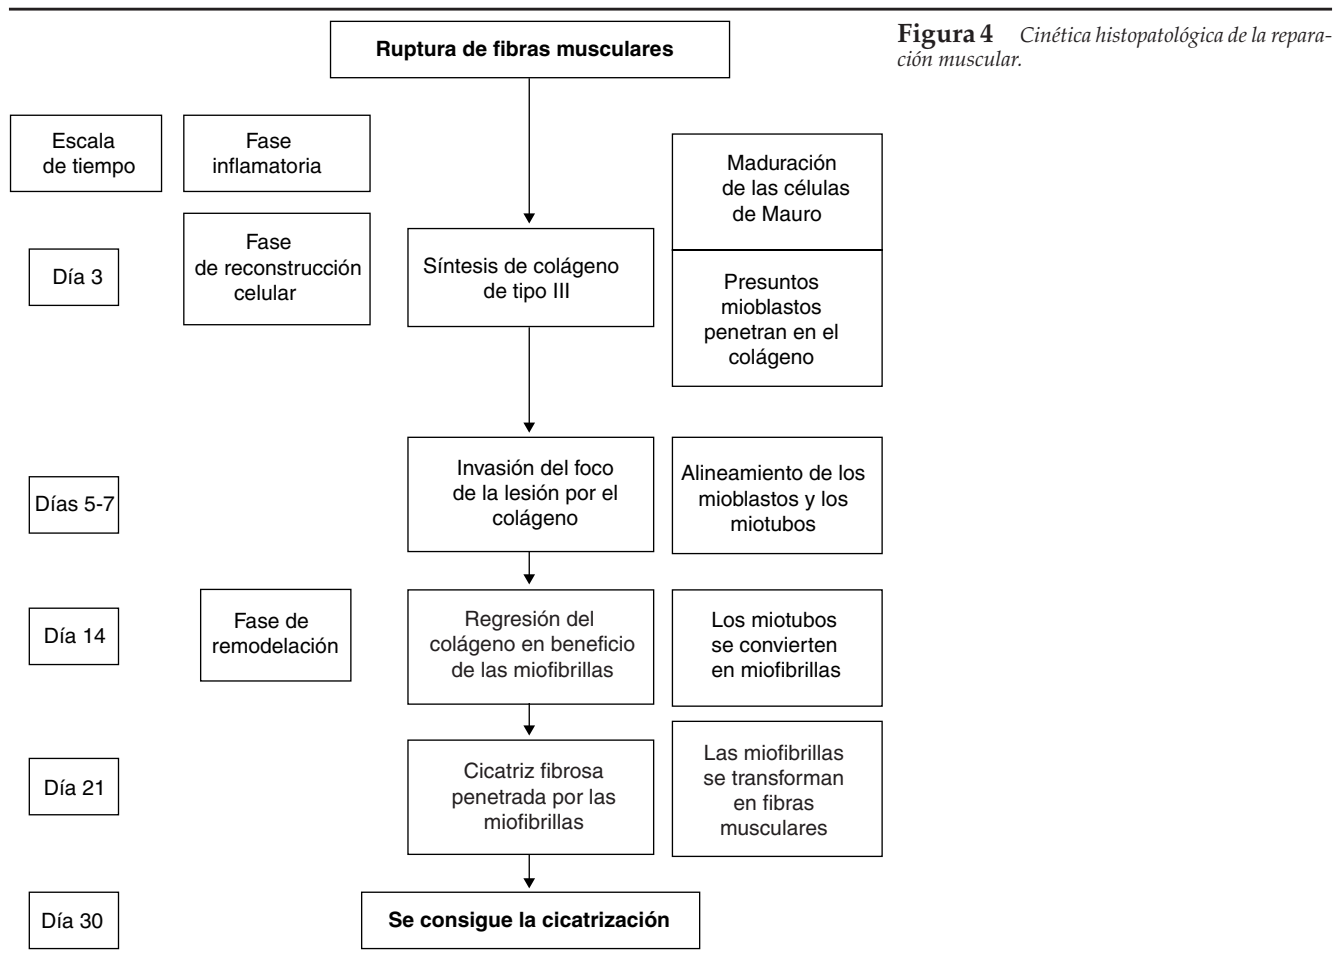 Ruptura de fibras musculares
Figura 4 Cinética histopatológica de la repara-
ción muscular.
Escala
de tiempo
Fase
inflamatoria
Maduración
de las células
de Mauro
Día 3
Fase
de reconstrucción
celular
Síntesis de colágeno
de tipo III
Presuntos
mioblastos
penetran en el
colágeno
Días 5-7
Invasión del foco
de la lesión por el
colágeno
Alineamiento de los
mioblastos y los
miotubos
Día 14
Fase de
remodelación
Regresión del
colágeno en beneficio
de las miofibrillas
Los miotubos
se convierten
en miofibrillas
Día 21
Cicatriz fibrosa
penetrada por las
miofibrillas
Las miofibrillas
se transforman
en fibras
musculares
Día 30
Se consigue la cicatrización